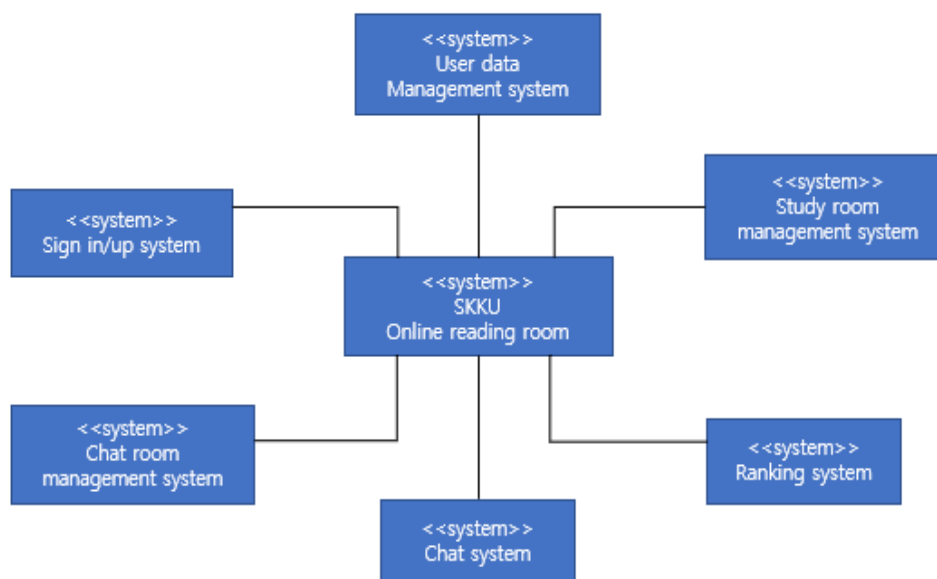 <<system>>
User data
Management system
<<system>>
Study room
management system
<<system>>
Sign in/up system
<<system>>
SKKU
Online reading room
<<system>>
Chat room
management system
<<system>>
Ranking system
<<system>>
Chat system